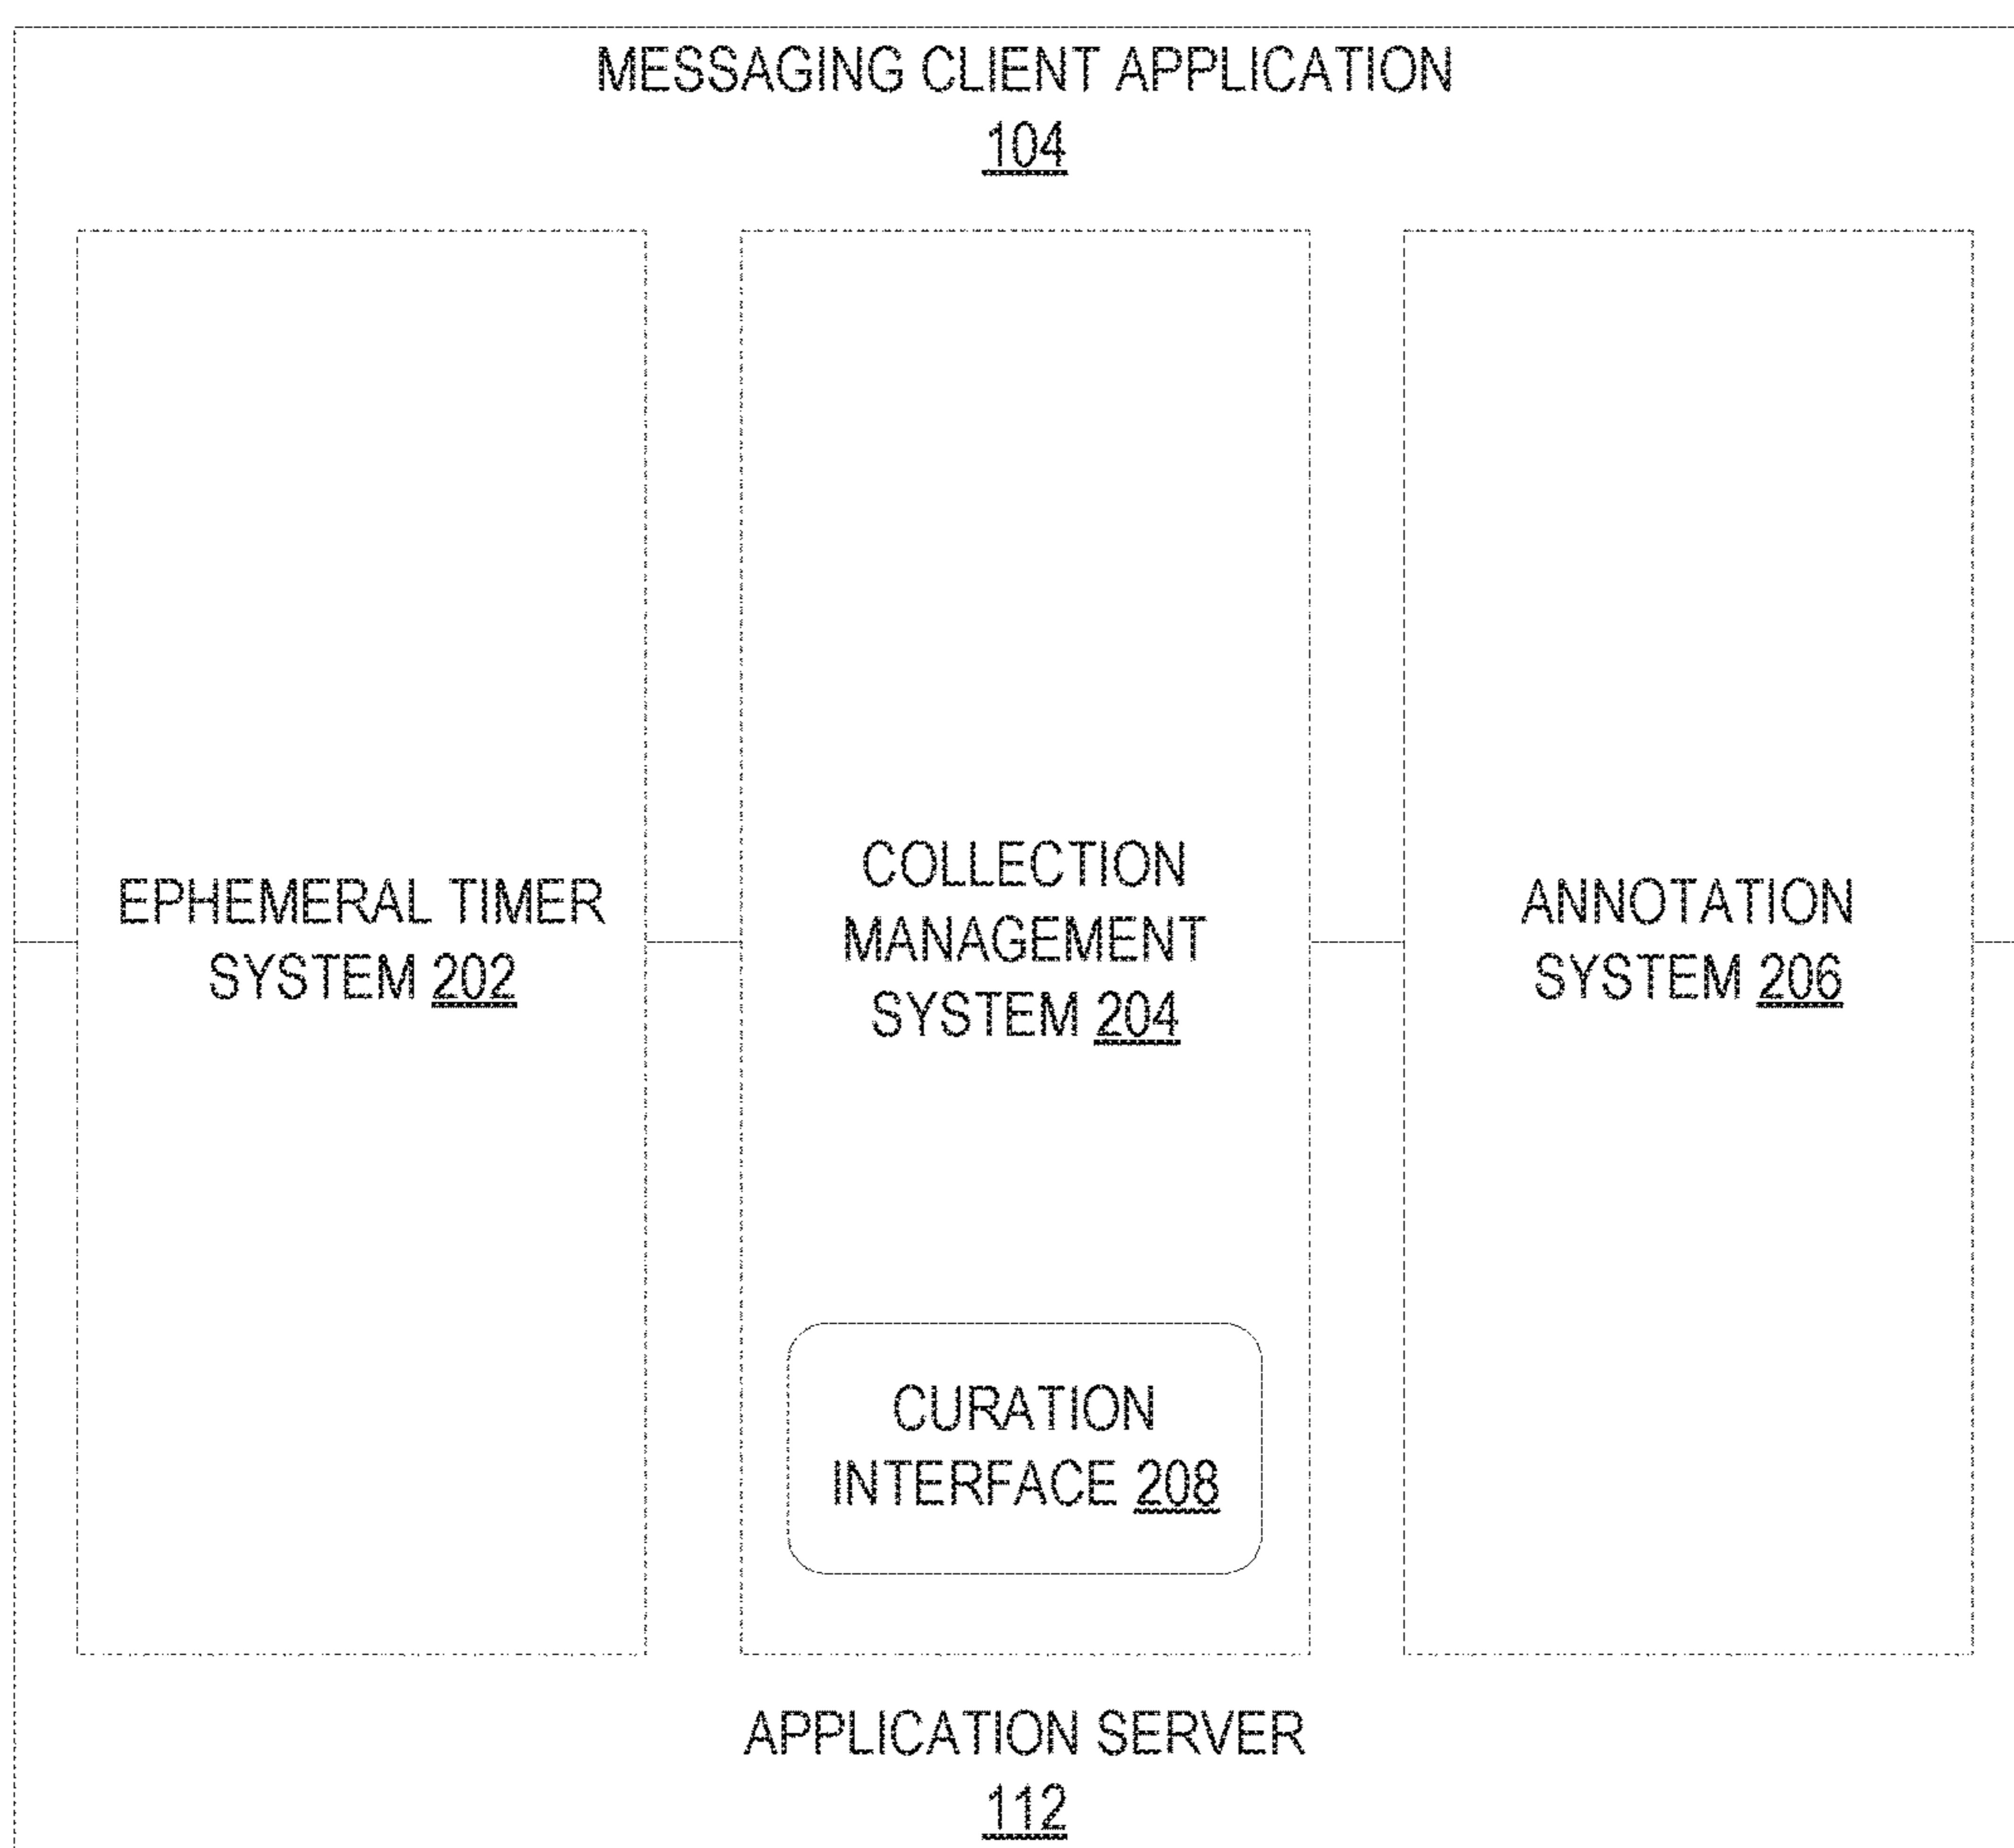 MESSAGING CLIENT APPLICATION
104
EPHEMERAL TIMER
SYSTEM 202
COLLECTION
MANAGEMENT
SYSTEM 204
ANNOTATION
SYSTEM 206
CURATION
INTERFACE 208
APPLICATION SERVER
112